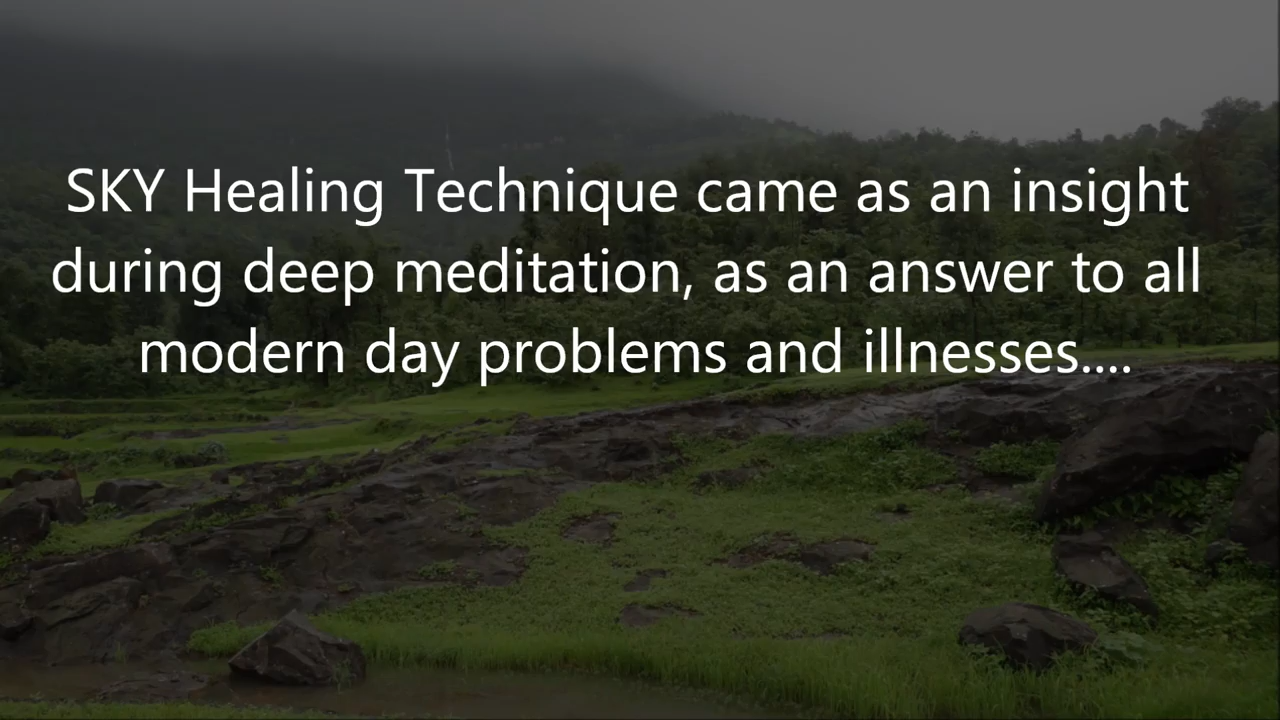 SKY Healing Technique came as an insight
during deep meditation, as an answer to all
modern day problems and illnesses....